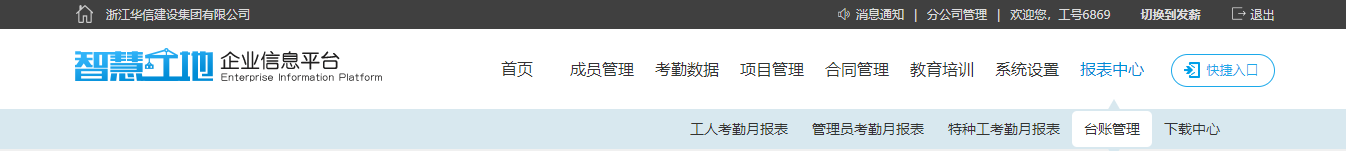 浙江华信建设集团有限公司 消息通知 | 分公司管理 | 欢迎您，工号6869 切换到发薪 退出
智慧工地 企业信息平台 首页 成员管理 考勤数据 项目管理 合同管理 教育培训 系统设置 报表中心 快捷入口
Enterprise Information Platform
工人考勤月报表 管理员考勤月报表 特种工考勤月报表 台账管理 下载中心